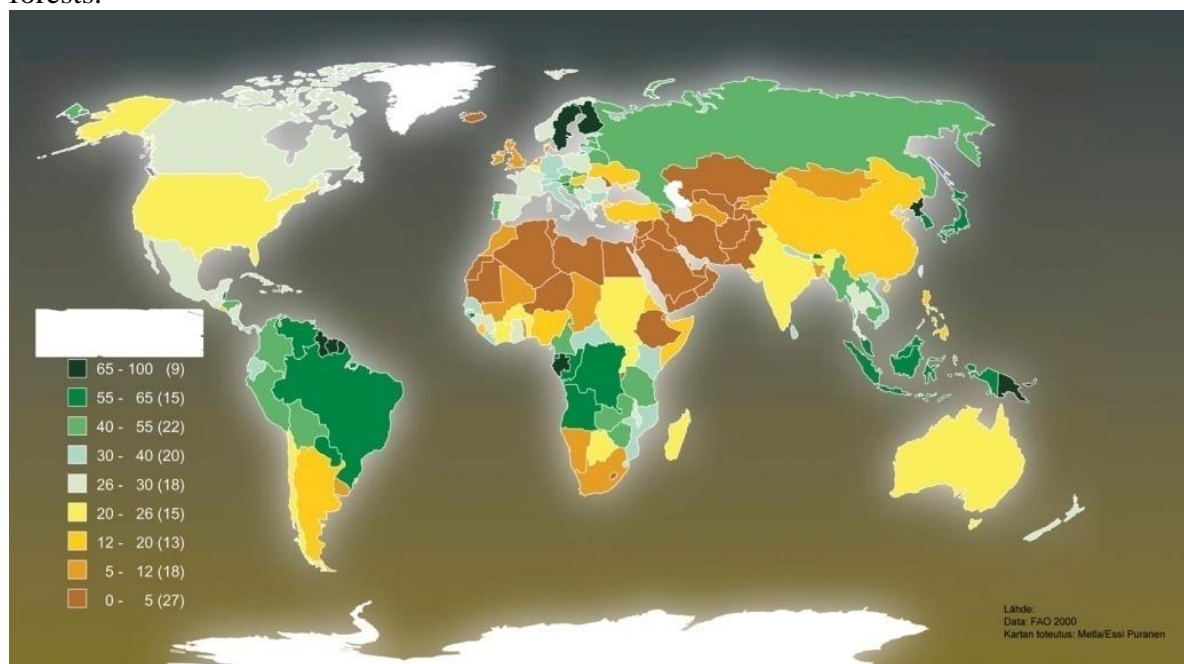 forests.
65 - 100 (9)
55 - 65 (15)
40 - 55 (22)
30 - 40 (20)
26 - 30 (18)
20 - 26 (15)
12 - 20 (13)
5 - 12 (18)
0 - 5 (27)
Lähde:
Data: FAO 2000
Kartan toteutus: Metla/Essi Puranen